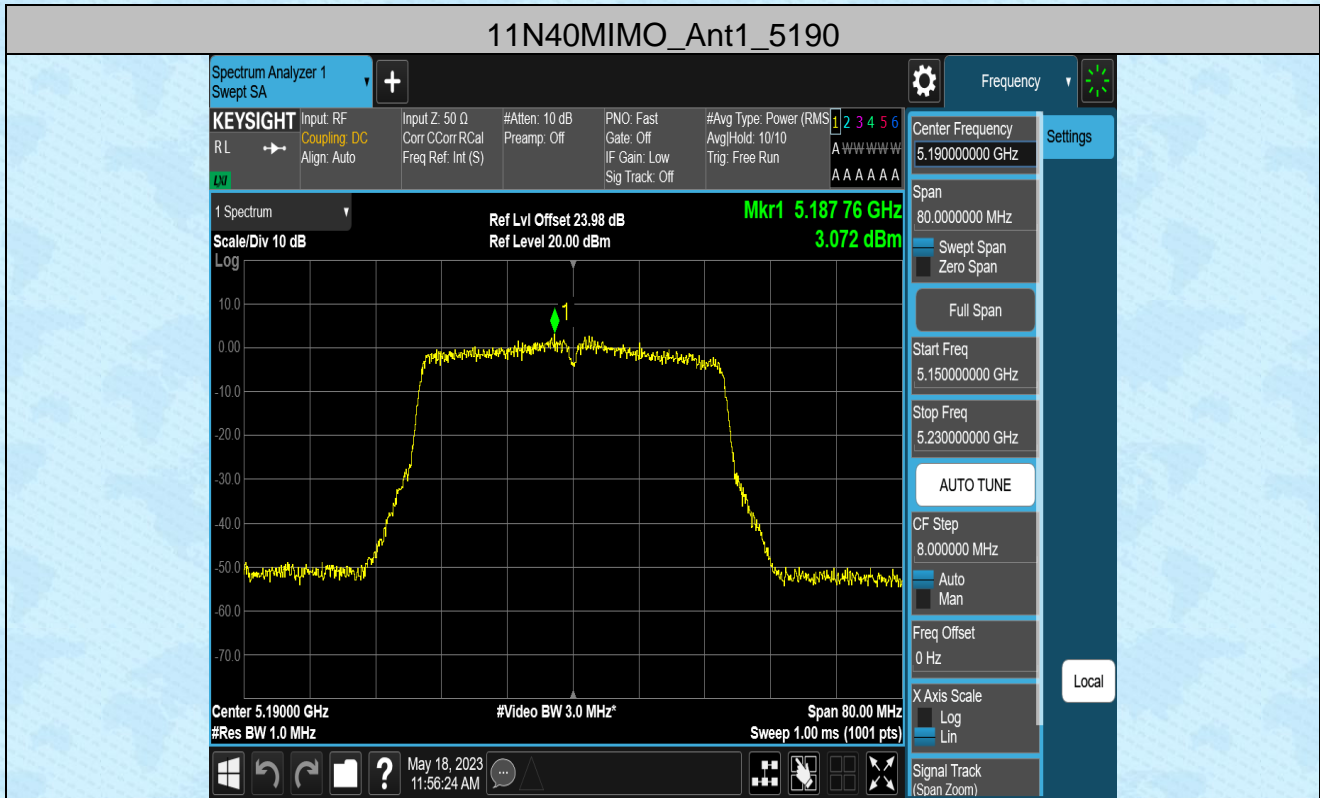 11N40MIMO_Ant1_5190
Spectrum Analyzer 1
Swept SA
+
Frequency
KEYSIGHT
R L
LXI
Input: RF
Coupling: DC
Align: Auto
Input Z: 50 Ω
Corr CCorr RCal
Freq Ref: Int (S)
#Atten: 10 dB
Preamp: Off
PNO: Fast
Gate: Off
IF Gain: Low
Sig Track: Off
#Avg Type: Power (RMS
Avg|Hold: 10/10
Trig: Free Run
1 2 3 4 5 6
A W W W W W
A A A A A A
1 Spectrum
Scale/Div 10 dB
Log
Ref Lvl Offset 23.98 dB
Ref Level 20.00 dBm
Mkr1 5.187 76 GHz
3.072 dBm
10.0
0.00
-10.0
-20.0
-30.0
-40.0
-50.0
-60.0
-70.0
1
Center 5.19000 GHz
#Res BW 1.0 MHz
#Video BW 3.0 MHz*
Span 80.00 MHz
Sweep 1.00 ms (1001 pts)
?
May 18, 2023
11:56:24 AM
Center Frequency
5.190000000 GHz
Settings
Span
80.0000000 MHz
Swept Span
Zero Span
Full Span
Start Freq
5.150000000 GHz
Stop Freq
5.230000000 GHz
AUTO TUNE
CF Step
8.000000 MHz
Auto
Man
Freq Offset
0 Hz
X Axis Scale
Log
Lin
Local
Signal Track
(Span Zoom)